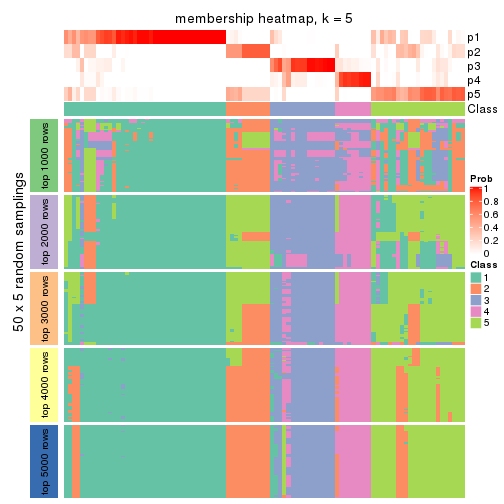 membership heatmap, k = 5
p1
p2
p3
p4
p5
Class
50 x 5 random samplings
top 1000 rows
top 2000 rows
top 3000 rows
top 4000 rows
top 5000 rows
Prob
1
0.8
0.6
0.4
0.2
0
Class
1
2
3
4
5